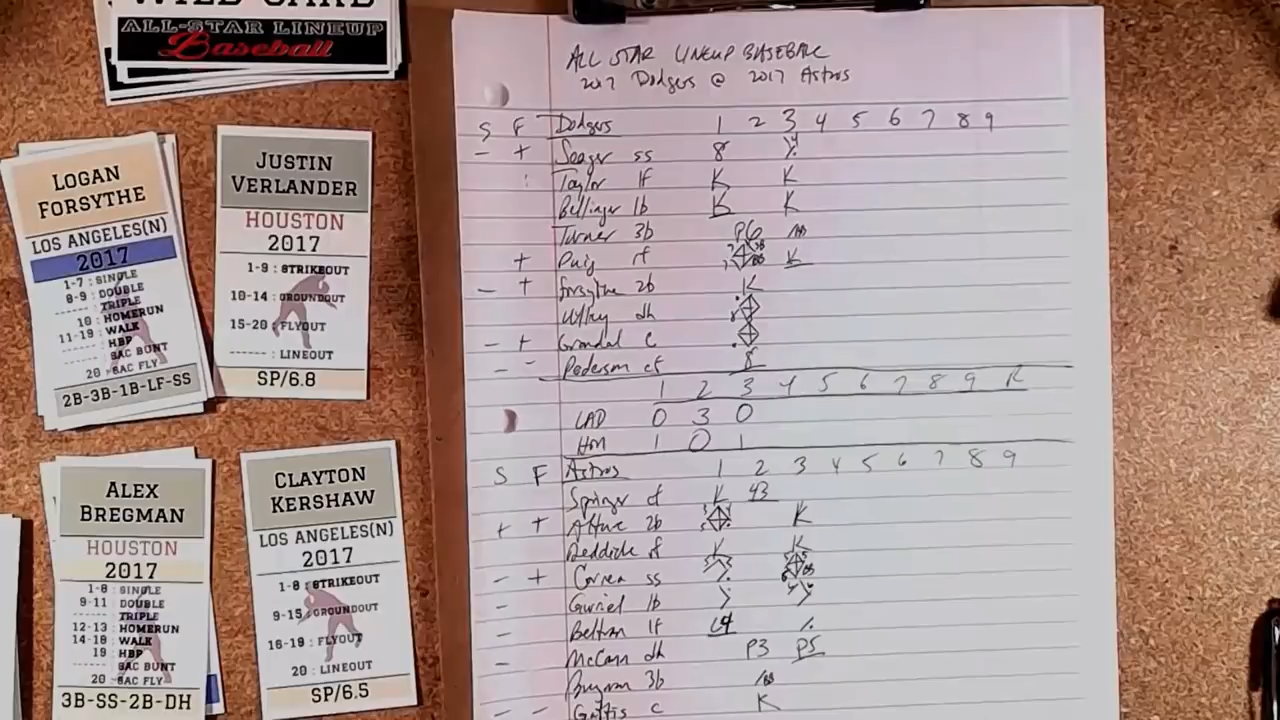 WILD CARD
ALL-STAR LINEUP
Baseball
LOGAN
FORSYTHE
LOS ANGELES(N)
2017
1-7 : SINGLE
8-9 : DOUBLE
----- : TRIPLE
10 : HOMERUN
11-19 : WALK
----- : HBP
----- : SAC BUNT
20 : SAC FLY
2B-3B-1B-LF-SS
JUSTIN
VERLANDER
HOUSTON
2017
1-9 : STRIKEOUT
10-14 : GROUNDOUT
15-20 : FLYOUT
------- : LINEOUT
SP/6.8
ALEX
BREGMAN
HOUSTON
2017
1-8 : SINGLE
9-11 : DOUBLE
----- : TRIPLE
12-13 : HOMERUN
14-18 : WALK
19 : HBP
----- : SAC BUNT
20 : SAC FLY
3B-SS-2B-DH
CLAYTON
KERSHAW
LOS ANGELES(N)
2017
1-8 : STRIKEOUT
9-15 : GROUNDOUT
16-19 : FLYOUT
20 : LINEOUT
SP/6.5
ALL STAR LINEUP BASEBALL
2017 Dodgers @ 2017 Astros
S F Dodgers 1 2 3 4 5 6 7 8 9
- + Seager ss 8
Taylor lf K K
Bellinger 1b K K
Turner 3b P6
+ Puig rf K
- + Forsythe 2b K
Utley dh
- + Grandal c
- - Pederson cf 8
1 2 3 4 5 6 7 8 9 R
LAD 0 3 0
HOU 1 0 1
S F Astros 1 2 3 4 5 6 7 8 9
Springer cf K 43
+ + Altuve 2b K
Reddick rf K K
- + Correa ss
- Gurriel 1b
- Beltran lf L4
- McCann dh P3 P5
Bregman 3b
- - Gattis c K